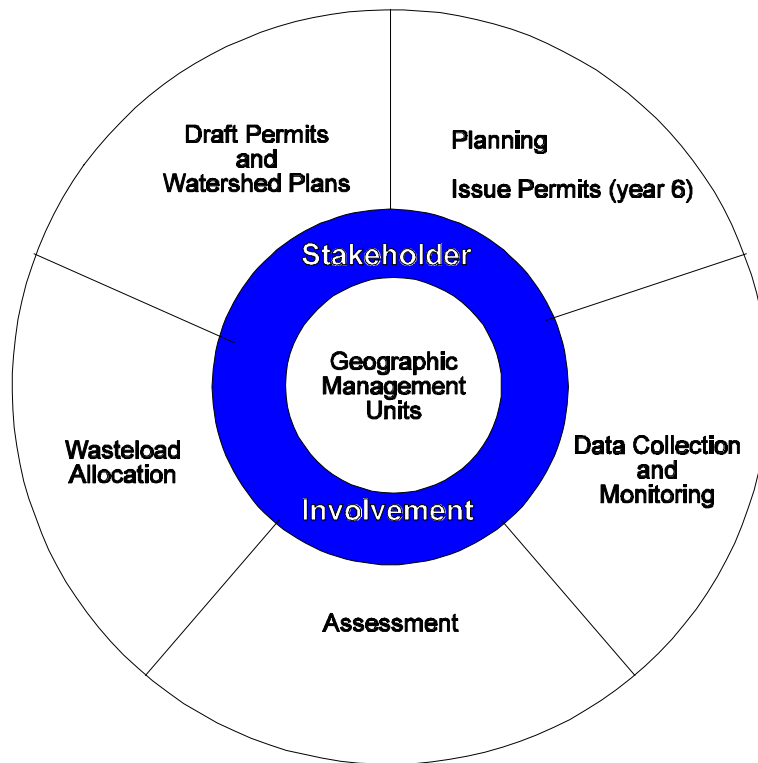 Draft Permits
and
Watershed Plans
Planning
Issue Permits (year 6)
Stakeholder
Geographic
Management
Units
Involvement
Wasteload
Allocation
Data Collection
and
Monitoring
Assessment